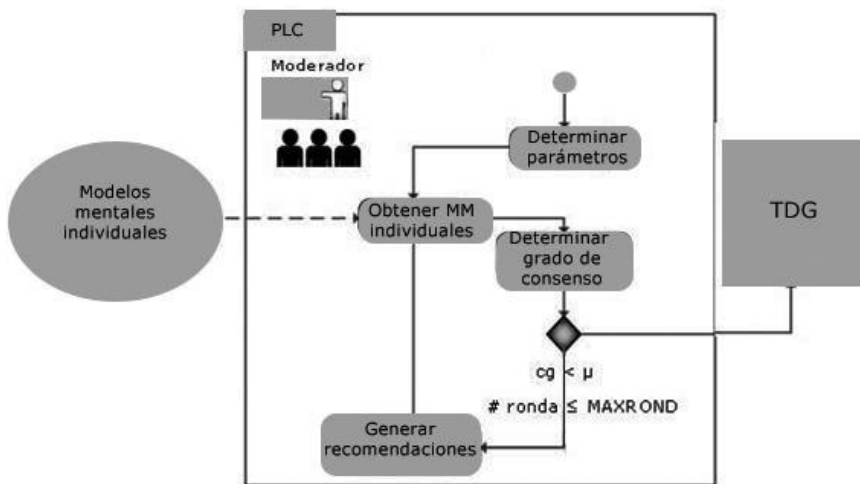 PLC
Moderador
Determinar
parámetros
Modelos
mentales
individuales
Obtener MM
individuales
Determinar
grado de
consenso
TDG
cg < µ
# ronda ≤ MAXROND
Generar
recomendaciones